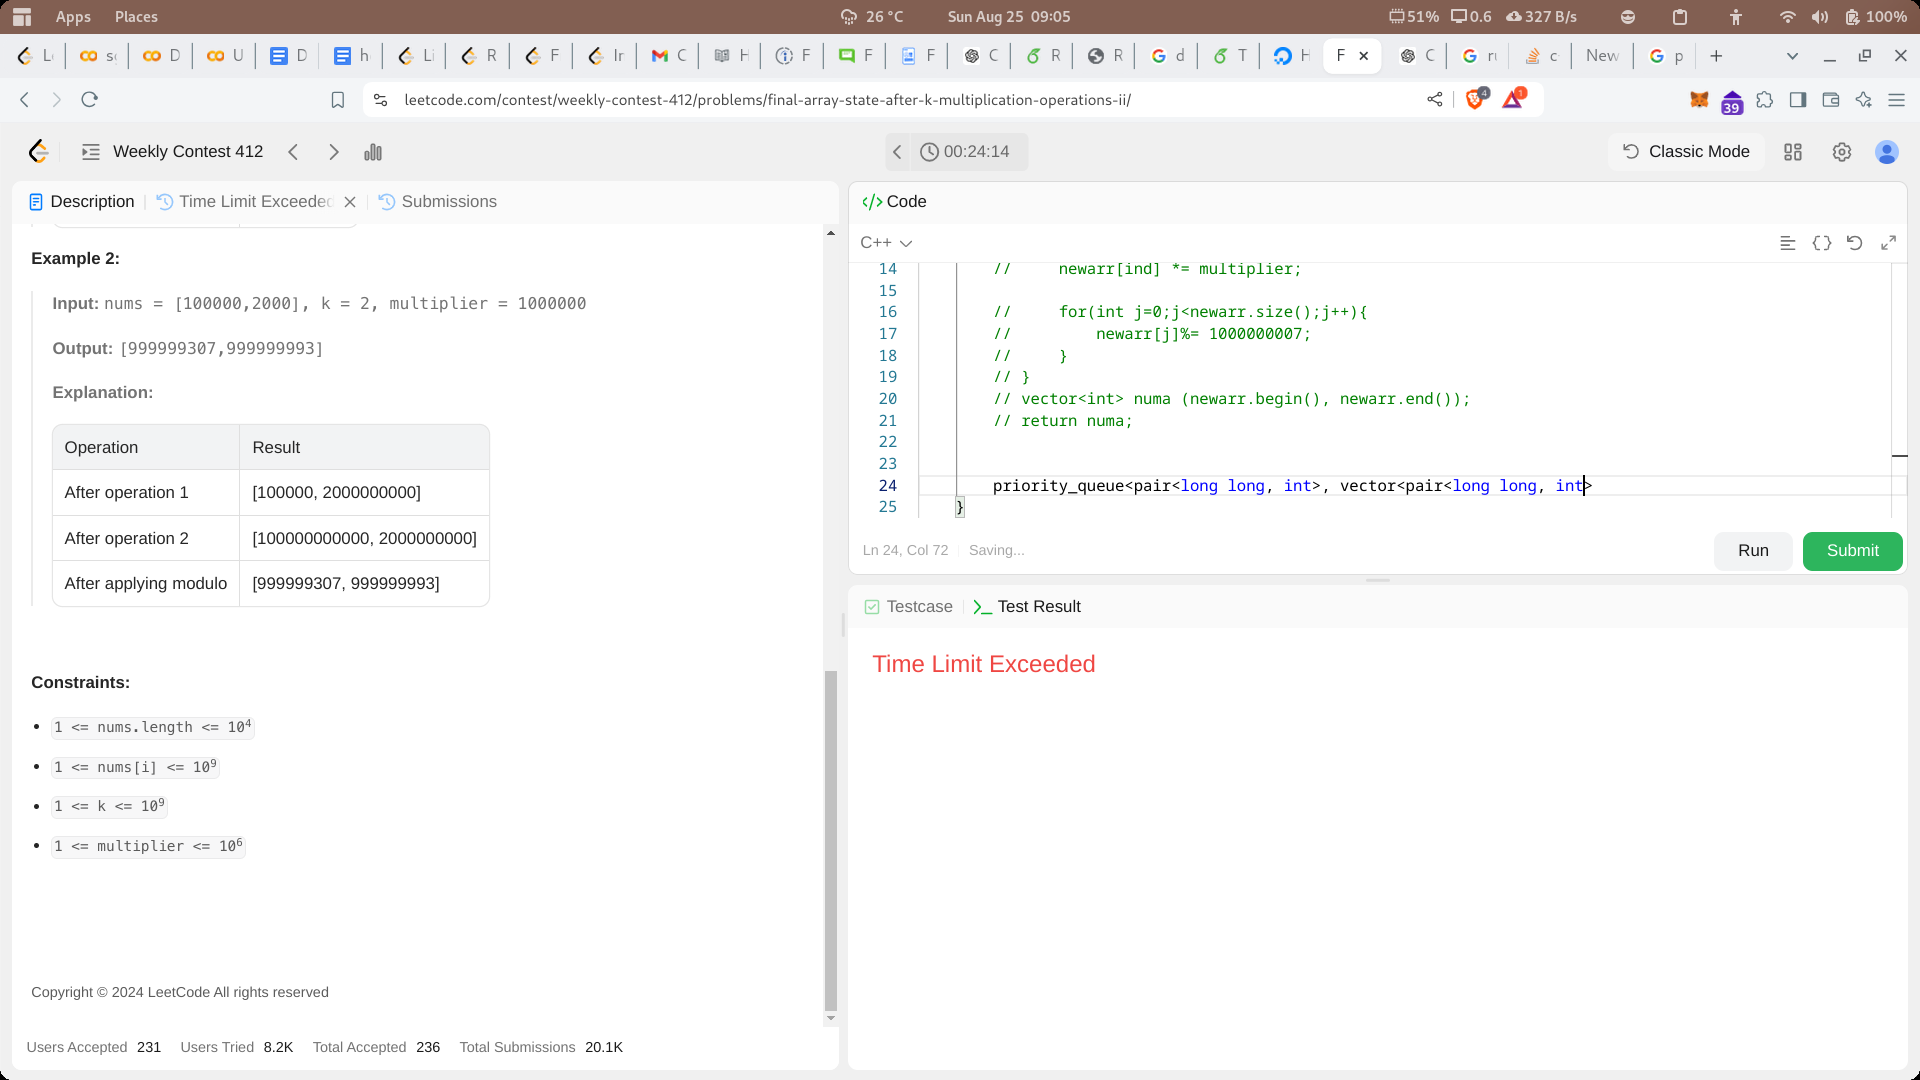 Apps Places 26 °C Sun Aug 25 09:05 51% 0.6 327 B/s 100%
L s D U D h Li R F Ir C H F F F C R R d T H F C r c New p
leetcode.com/contest/weekly-contest-412/problems/final-array-state-after-k-multiplication-operations-ii/ 4 1 39
Weekly Contest 412 00:24:14 Classic Mode
Description Time Limit Exceeded Submissions
Example 2:
Input: nums = [100000,2000], k = 2, multiplier = 1000000
Output: [999999307,999999993]
Explanation:
Operation Result
After operation 1 [100000, 2000000000]
After operation 2 [100000000000, 2000000000]
After applying modulo [999999307, 999999993]
Constraints:
1 <= nums.length <= 10⁴
1 <= nums[i] <= 10⁹
1 <= k <= 10⁹
1 <= multiplier <= 10⁶
Copyright © 2024 LeetCode All rights reserved
Users Accepted 231 Users Tried 8.2K Total Accepted 236 Total Submissions 20.1K
</> Code
C++
14 // newarr[ind] *= multiplier;
15
16 // for(int j=0;j<newarr.size();j++){
17 // newarr[j]%= 1000000007;
18 // }
19 // }
20 // vector<int> numa (newarr.begin(), newarr.end());
21 // return numa;
22
23
24 priority_queue<pair<long long, int>, vector<pair<long long, int>
25 }
Ln 24, Col 72 Saving... Run Submit
Testcase Test Result
Time Limit Exceeded